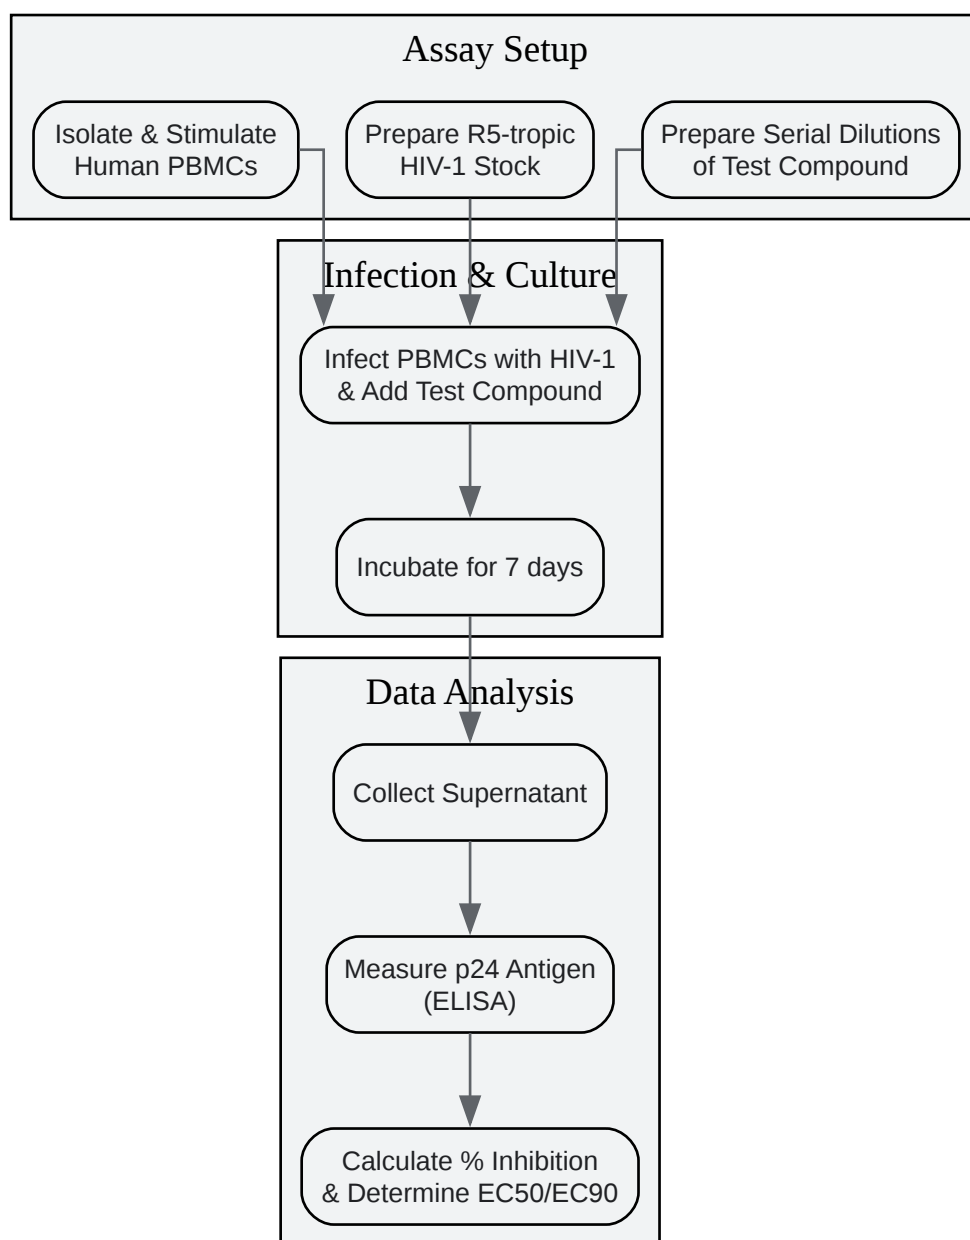 Assay Setup
Isolate & Stimulate
Human PBMCs
Prepare R5-tropic
HIV-1 Stock
Prepare Serial Dilutions
of Test Compound
Infection & Culture
Infect PBMCs with HIV-1
& Add Test Compound
Incubate for 7 days
Data Analysis
Collect Supernatant
Measure p24 Antigen
(ELISA)
Calculate % Inhibition
& Determine EC50/EC90